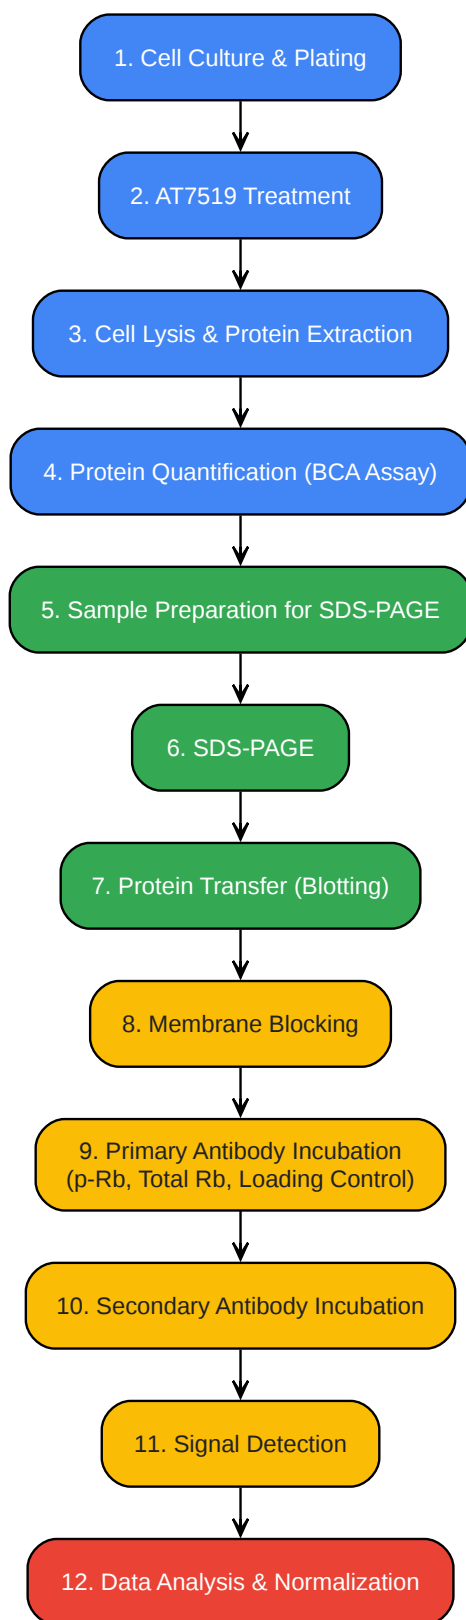 1. Cell Culture & Plating
2. AT7519 Treatment
3. Cell Lysis & Protein Extraction
4. Protein Quantification (BCA Assay)
5. Sample Preparation for SDS-PAGE
6. SDS-PAGE
7. Protein Transfer (Blotting)
8. Membrane Blocking
9. Primary Antibody Incubation
(p-Rb, Total Rb, Loading Control)
10. Secondary Antibody Incubation
11. Signal Detection
12. Data Analysis & Normalization